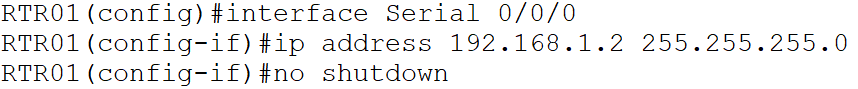 RTR01(config)#interface Serial 0/0/0
RTR01(config-if)#ip address 192.168.1.2 255.255.255.0
RTR01(config-if)#no shutdown